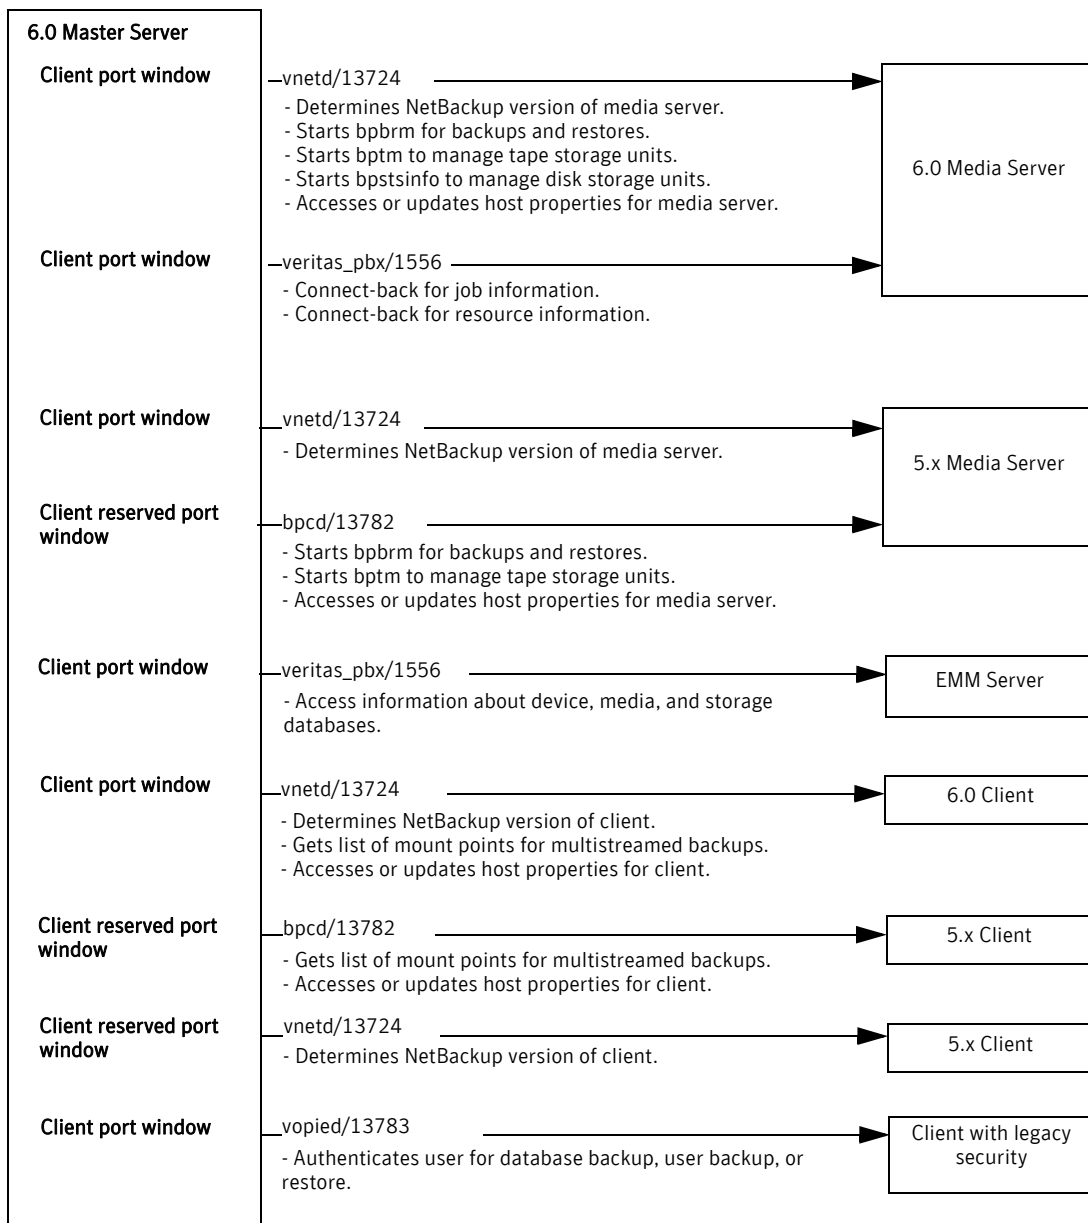 6.0 Master Server
Client port window
vnetd/13724
- Determines NetBackup version of media server.
- Starts bpbrm for backups and restores.
- Starts bptm to manage tape storage units.
- Starts bpstsinfo to manage disk storage units.
- Accesses or updates host properties for media server.
6.0 Media Server
Client port window
veritas_pbx/1556
- Connect-back for job information.
- Connect-back for resource information.
Client port window
vnetd/13724
- Determines NetBackup version of media server.
5.x Media Server
Client reserved port
window
bpcd/13782
- Starts bpbrm for backups and restores.
- Starts bptm to manage tape storage units.
- Accesses or updates host properties for media server.
Client port window
veritas_pbx/1556
- Access information about device, media, and storage
databases.
EMM Server
Client port window
vnetd/13724
- Determines NetBackup version of client.
- Gets list of mount points for multistreamed backups.
- Accesses or updates host properties for client.
6.0 Client
Client reserved port
window
bpcd/13782
- Gets list of mount points for multistreamed backups.
- Accesses or updates host properties for client.
5.x Client
Client reserved port
window
vnetd/13724
- Determines NetBackup version of client.
5.x Client
Client port window
vopied/13783
- Authenticates user for database backup, user backup, or
restore.
Client with legacy
security